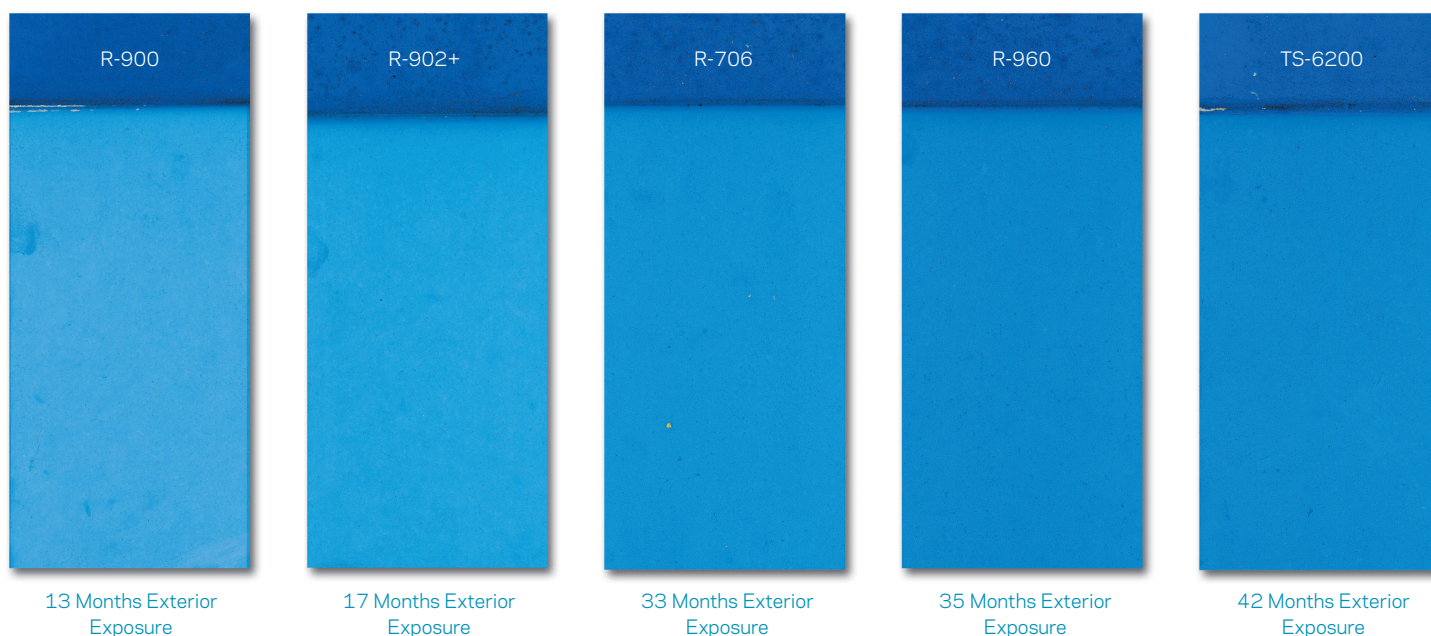 R-900
R-902+
R-706
R-960
TS-6200
13 Months Exterior
Exposure
17 Months Exterior
Exposure
33 Months Exterior
Exposure
35 Months Exterior
Exposure
42 Months Exterior
Exposure